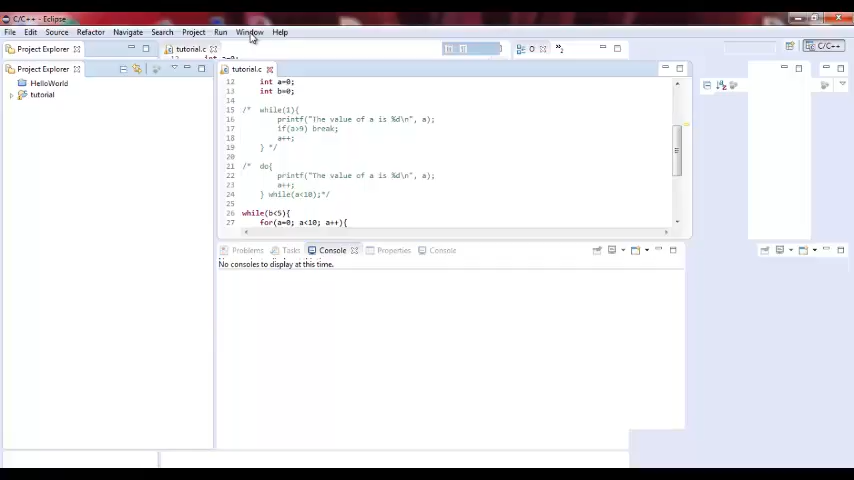 C/C++ - Eclipse
File Edit Source Refactor Navigate Search Project Run Window Help
Project Explorer
tutorial.c
C/C++
Project Explorer
tutorial.c
HelloWorld
tutorial
12 int a=0;
13 int b=0;
14
15 /* while(1){
16 printf("The value of a is %d\n", a);
17 if(a>9) break;
18 a++;
19 } */
20
21 /* do{
22 printf("The value of a is %d\n", a);
23 a++;
24 } while(a<10);*/
25
26 while(b<5){
27 for(a=0; a<10; a++){
Problems Tasks Console Properties Console
No consoles to display at this time.